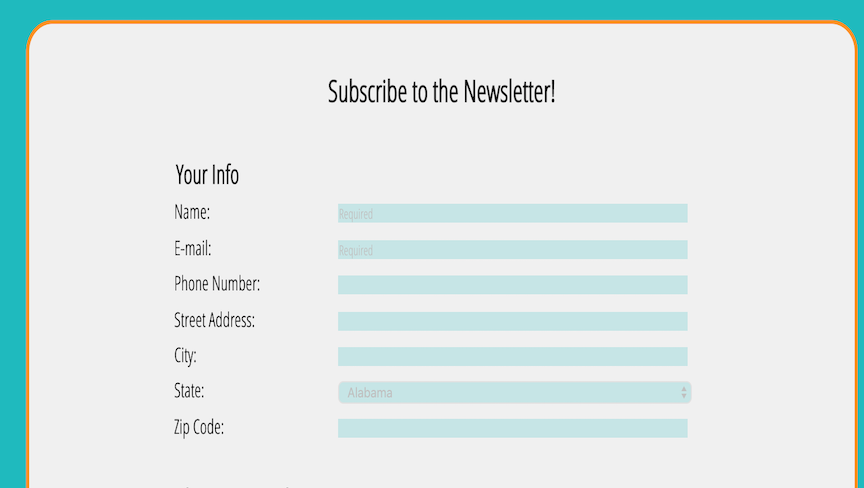 Subscribe to the Newsletter!
Your Info
Name: Required
E-mail: Required
Phone Number:
Street Address:
City:
State: Alabama
Zip Code: